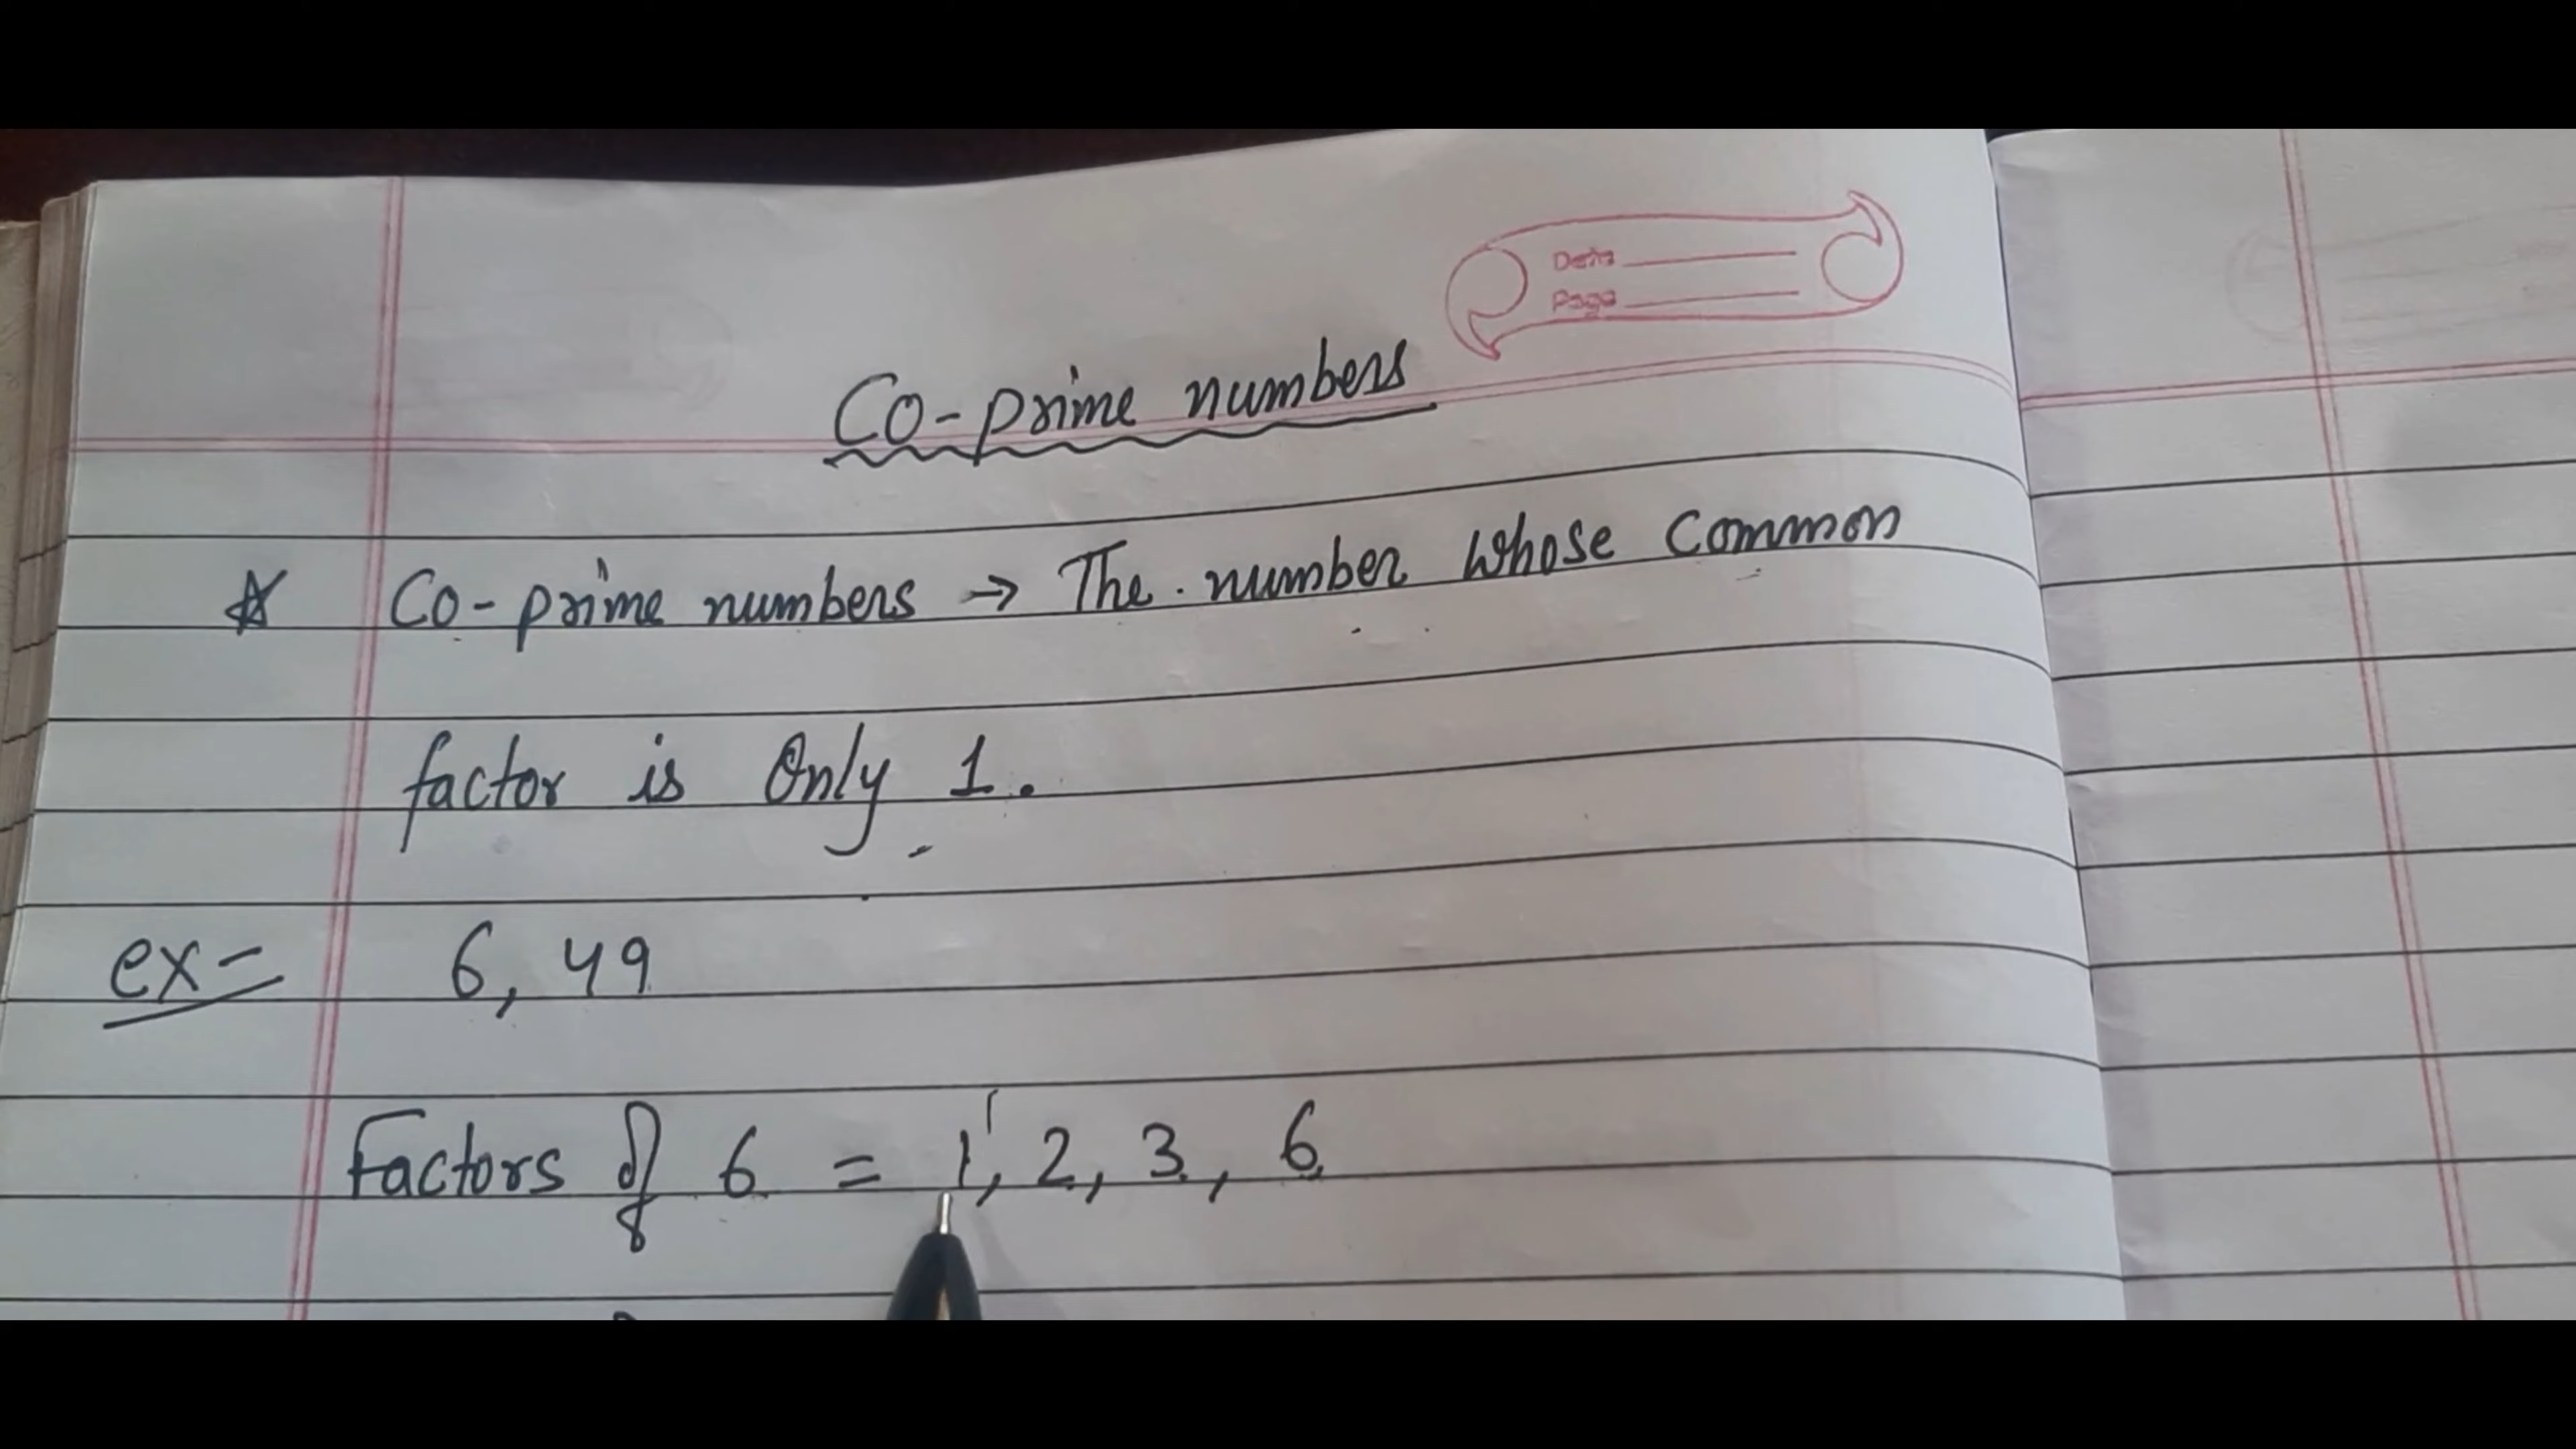 Date
Page
Co-prime numbers
☆ Co-prime numbers → The number whose common
factor is only 1.
ex= 6, 49
Factors of 6 = 1, 2, 3, 6